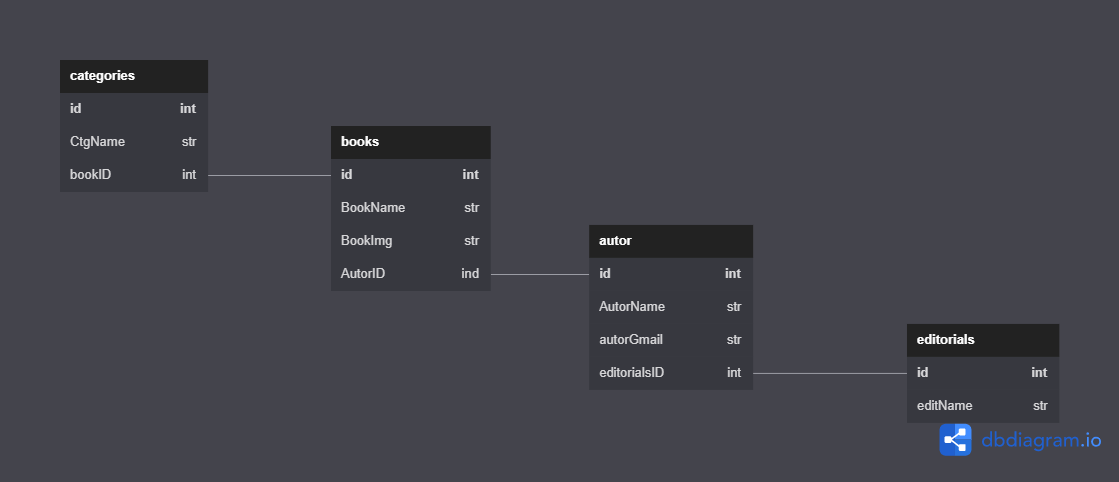 categories
id int
CtgName str
bookID int
books
id int
BookName str
BookImg str
AutorID ind
autor
id int
AutorName str
autorGmail str
editorialsID int
editorials
id int
editName str
dbdiagram.io